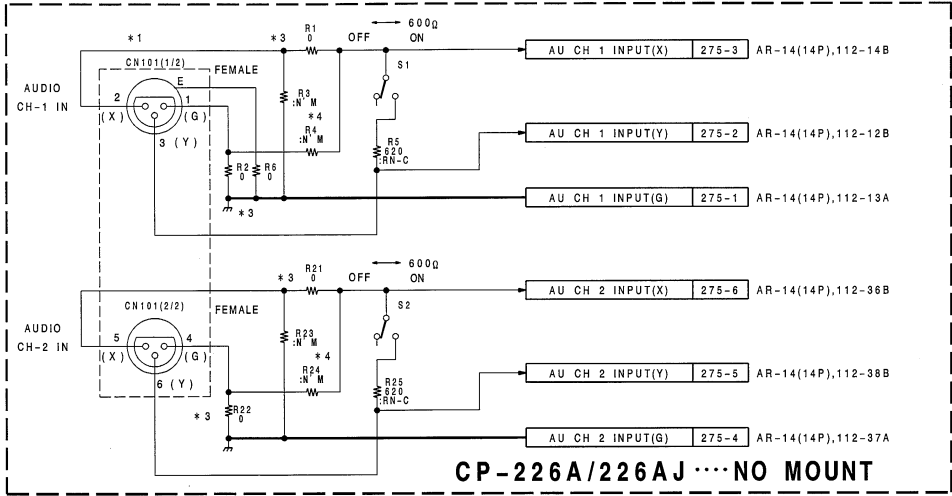 *1
*3
R1
0
OFF
600Ω
ON
AU CH 1 INPUT(X) 275-3 AR-14(14P),112-14B
CN101(1/2)
FEMALE
S1
AUDIO
CH-1 IN
E
2
1
(X)
(G)
3 (Y)
R3
:N' M
*4
R4
:N' M
R5
620
:RN-C
AU CH 1 INPUT(Y) 275-2 AR-14(14P),112-12B
R2
0
R6
0
*3
AU CH 1 INPUT(G) 275-1 AR-14(14P),112-13A
*3
R21
0
OFF
600Ω
ON
AU CH 2 INPUT(X) 275-6 AR-14(14P),112-36B
CN101(2/2)
FEMALE
S2
AUDIO
CH-2 IN
5
4
(X)
(G)
6 (Y)
R23
:N' M
*4
R24
:N' M
R25
620
:RN-C
AU CH 2 INPUT(Y) 275-5 AR-14(14P),112-38B
*3
R22
0
AU CH 2 INPUT(G) 275-4 AR-14(14P),112-37A
CP-226A/226AJ ···· NO MOUNT